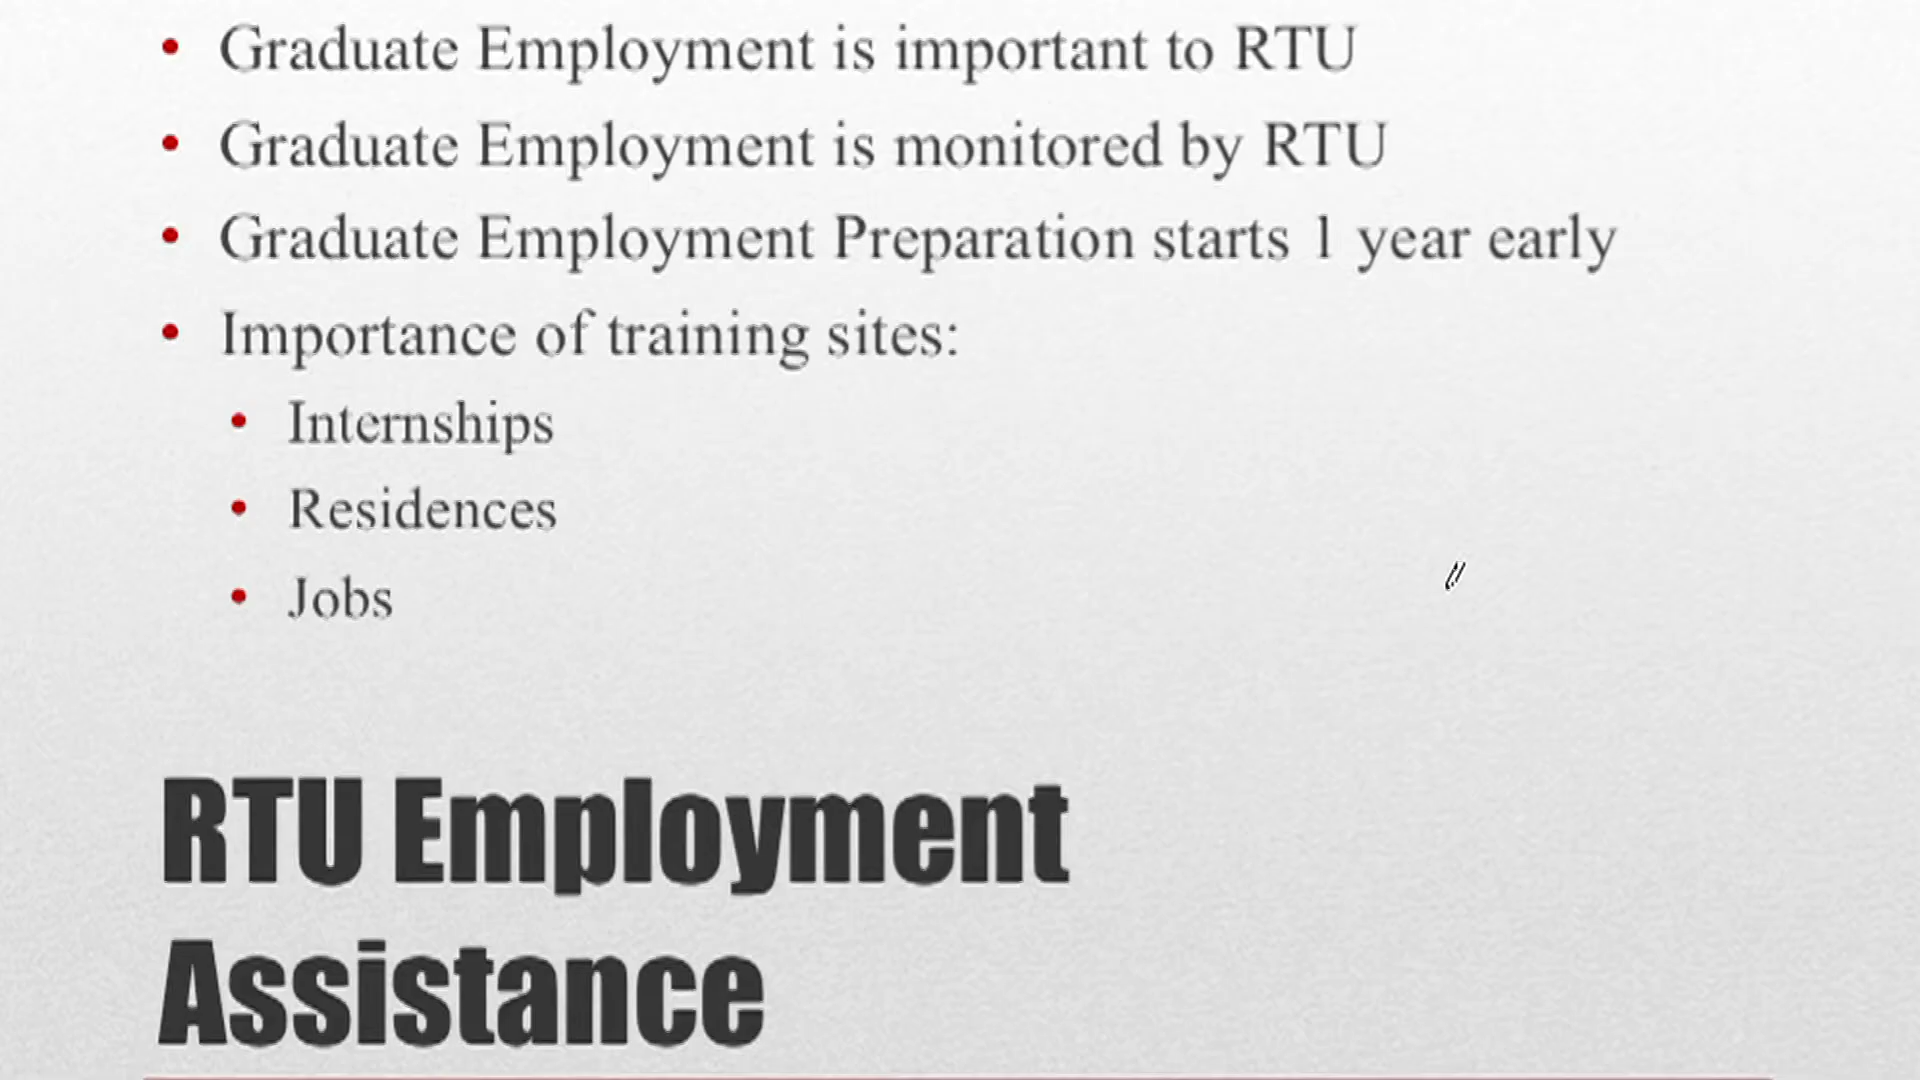 Graduate Employment is important to RTU
Graduate Employment is monitored by RTU
Graduate Employment Preparation starts 1 year early
Importance of training sites:
Internships
Residences
Jobs
RTU Employment
Assistance